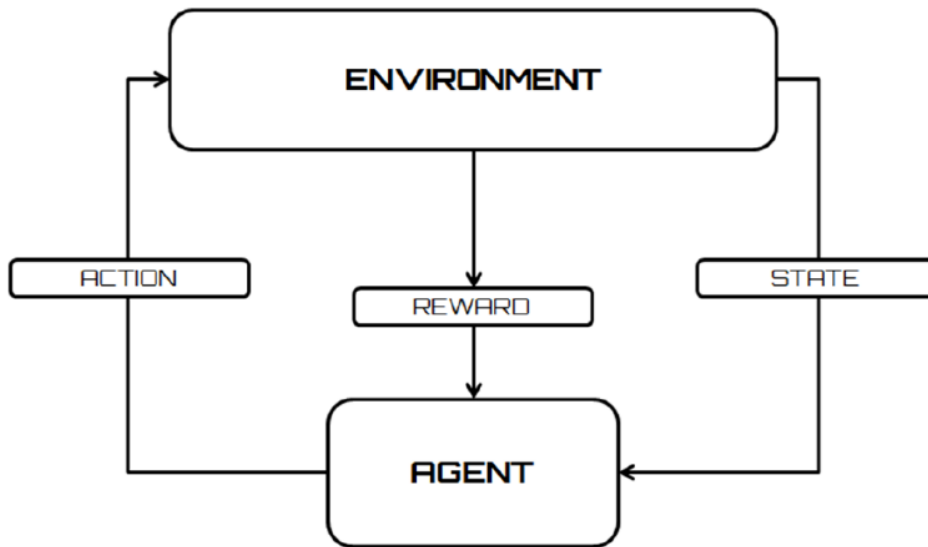 ENVIRONMENT
ACTION
STATE
REWARD
AGENT